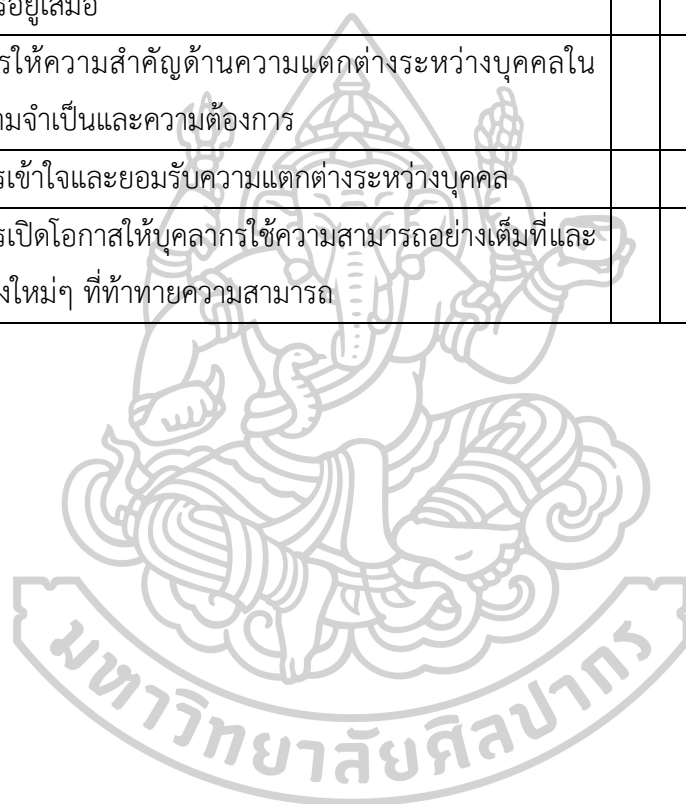 รอยู่เสมอ
รให้ความสำคัญด้านความแตกต่างระหว่างบุคคลใน
ามจำเป็นและความต้องการ
รเข้าใจและยอมรับความแตกต่างระหว่างบุคคล
รเปิดโอกาสให้บุคลากรใช้ความสามารถอย่างเต็มที่และ
งใหม่ๆ ที่ท้าทายความสามารถ
มหาวิทยาลัยศิลปากร